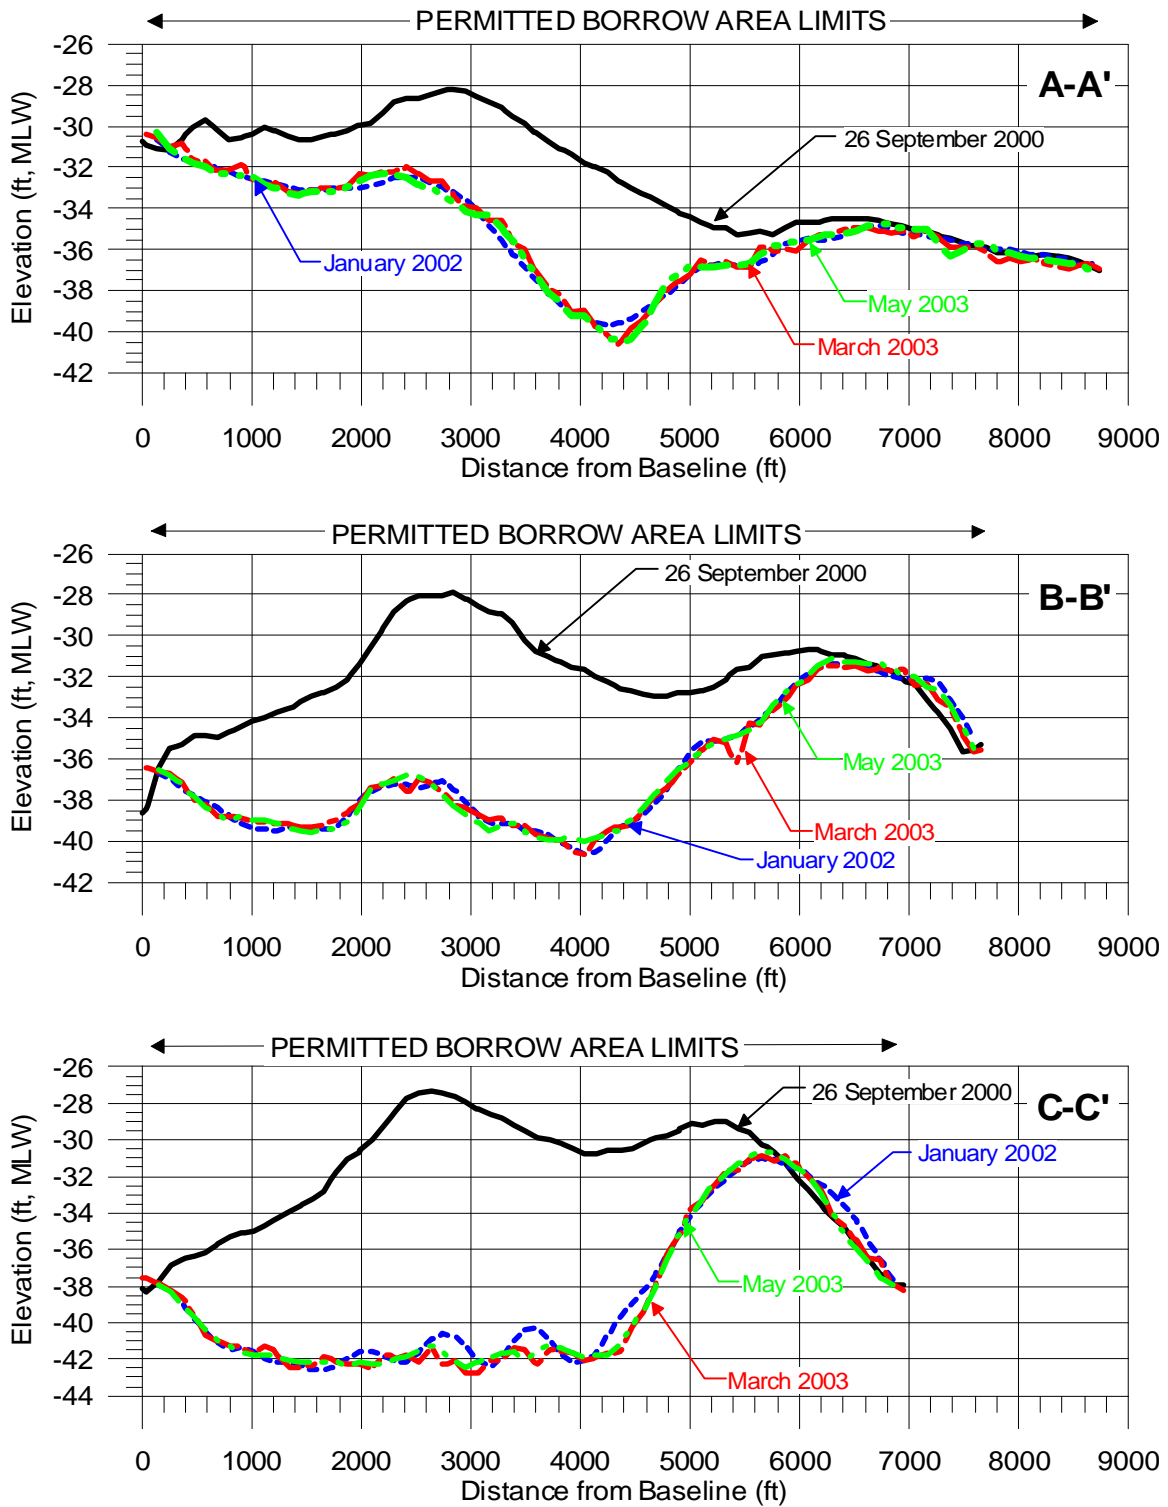 PERMITTED BORROW AREA LIMITS
-26
-28
-30
-32
-34
-36
-38
-40
-42
Elevation (ft, MLW)
A-A'
26 September 2000
January 2002
May 2003
March 2003
0 1000 2000 3000 4000 5000 6000 7000 8000 9000
Distance from Baseline (ft)
PERMITTED BORROW AREA LIMITS
-26
-28
-30
-32
-34
-36
-38
-40
-42
Elevation (ft, MLW)
26 September 2000
B-B'
May 2003
March 2003
January 2002
0 1000 2000 3000 4000 5000 6000 7000 8000 9000
Distance from Baseline (ft)
PERMITTED BORROW AREA LIMITS
-26
-28
-30
-32
-34
-36
-38
-40
-42
-44
Elevation (ft, MLW)
26 September 2000
C-C'
January 2002
May 2003
March 2003
0 1000 2000 3000 4000 5000 6000 7000 8000 9000
Distance from Baseline (ft)